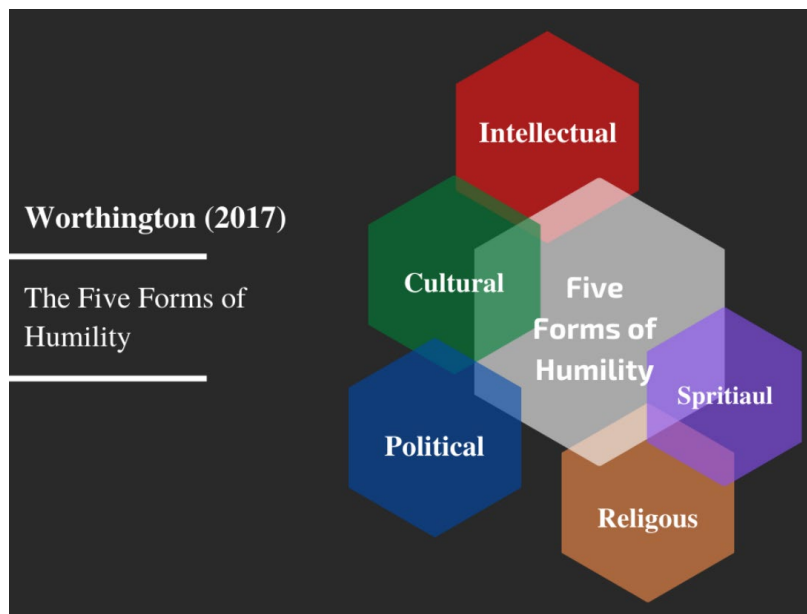 Worthington (2017)
The Five Forms of
Humility
Intellectual
Cultural
Five
Forms of
Humility
Spritiaul
Political
Religous